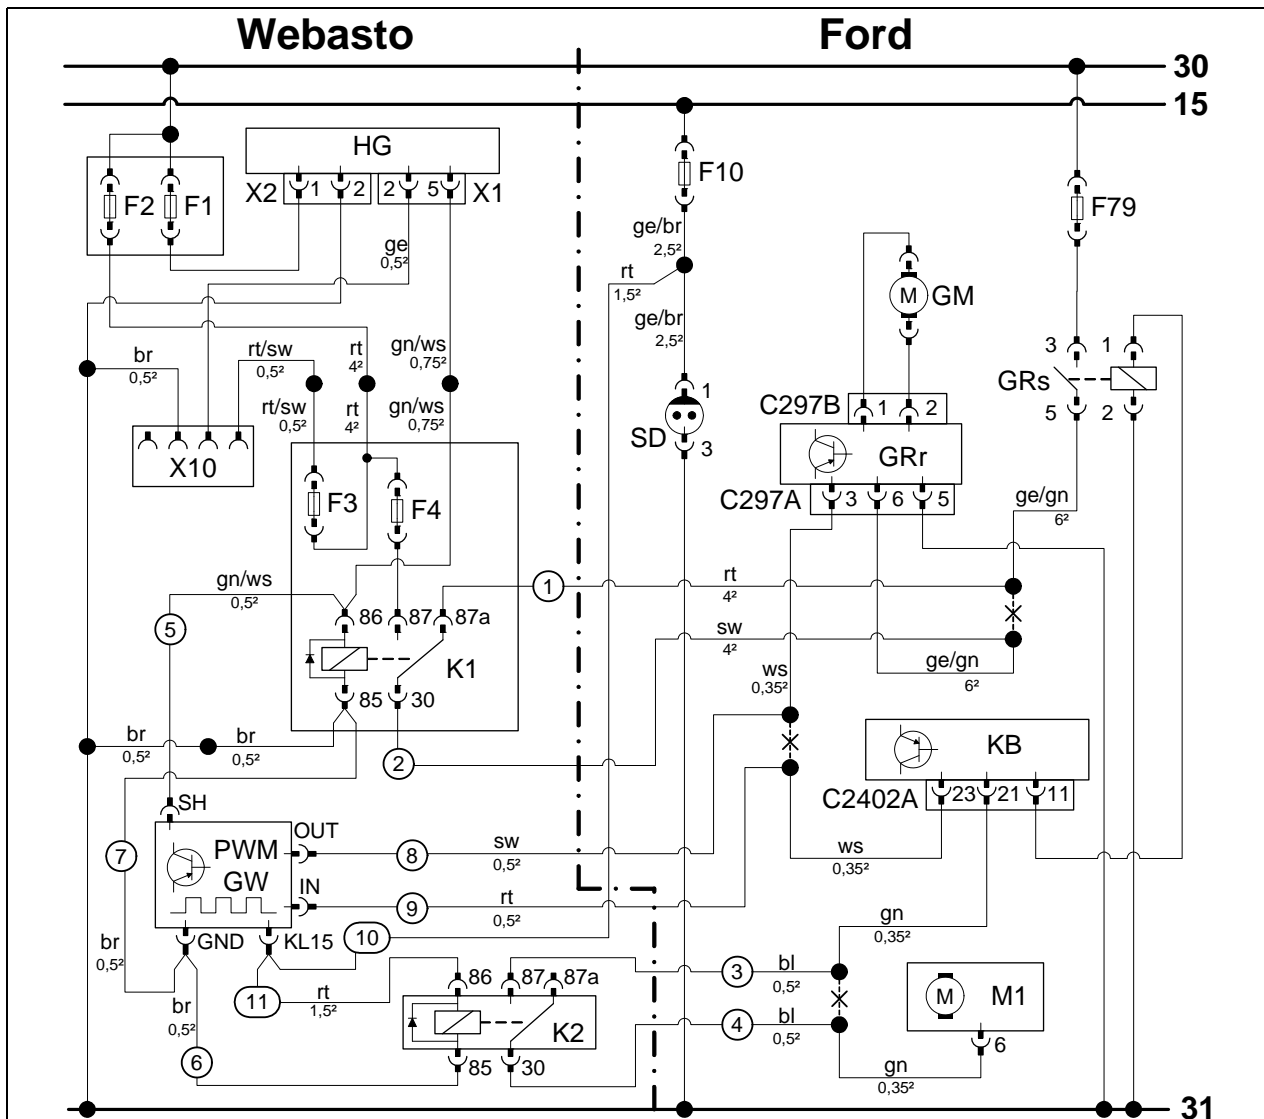 Webasto Ford
30
15
HG
F2 F1
X2 1 2 2 5 X1
F10
F79
ge
0,5²
ge/br
2,5²
rt
1,5²
ge/br
2,5²
M GM
br
0,5²
rt/sw
0,5²
rt
4²
gn/ws
0,75²
rt/sw
0,5²
rt
4²
gn/ws
0,75²
X10
3 1
GRs
5 2
1
SD
3
C297B 1 2
GRr
C297A 3 6 5
F3 F4
ge/gn
6²
gn/ws
0,5²
5
86 87 87a
1
rt
4²
K1
85 30
sw
4²
ws
0,35²
ge/gn
6²
br
0,5²
br
0,5²
2
KB
C2402A 23 21 11
SH
OUT
PWM
GW
IN
GND KL15
7
8
sw
0,5²
9
rt
0,5²
ws
0,35²
10
gn
0,35²
br
0,5²
11
rt
1,5²
86 87 87a
K2
85 30
3
bl
0,5²
4
bl
0,5²
M M1
6
br
0,5²
6
gn
0,35²
31